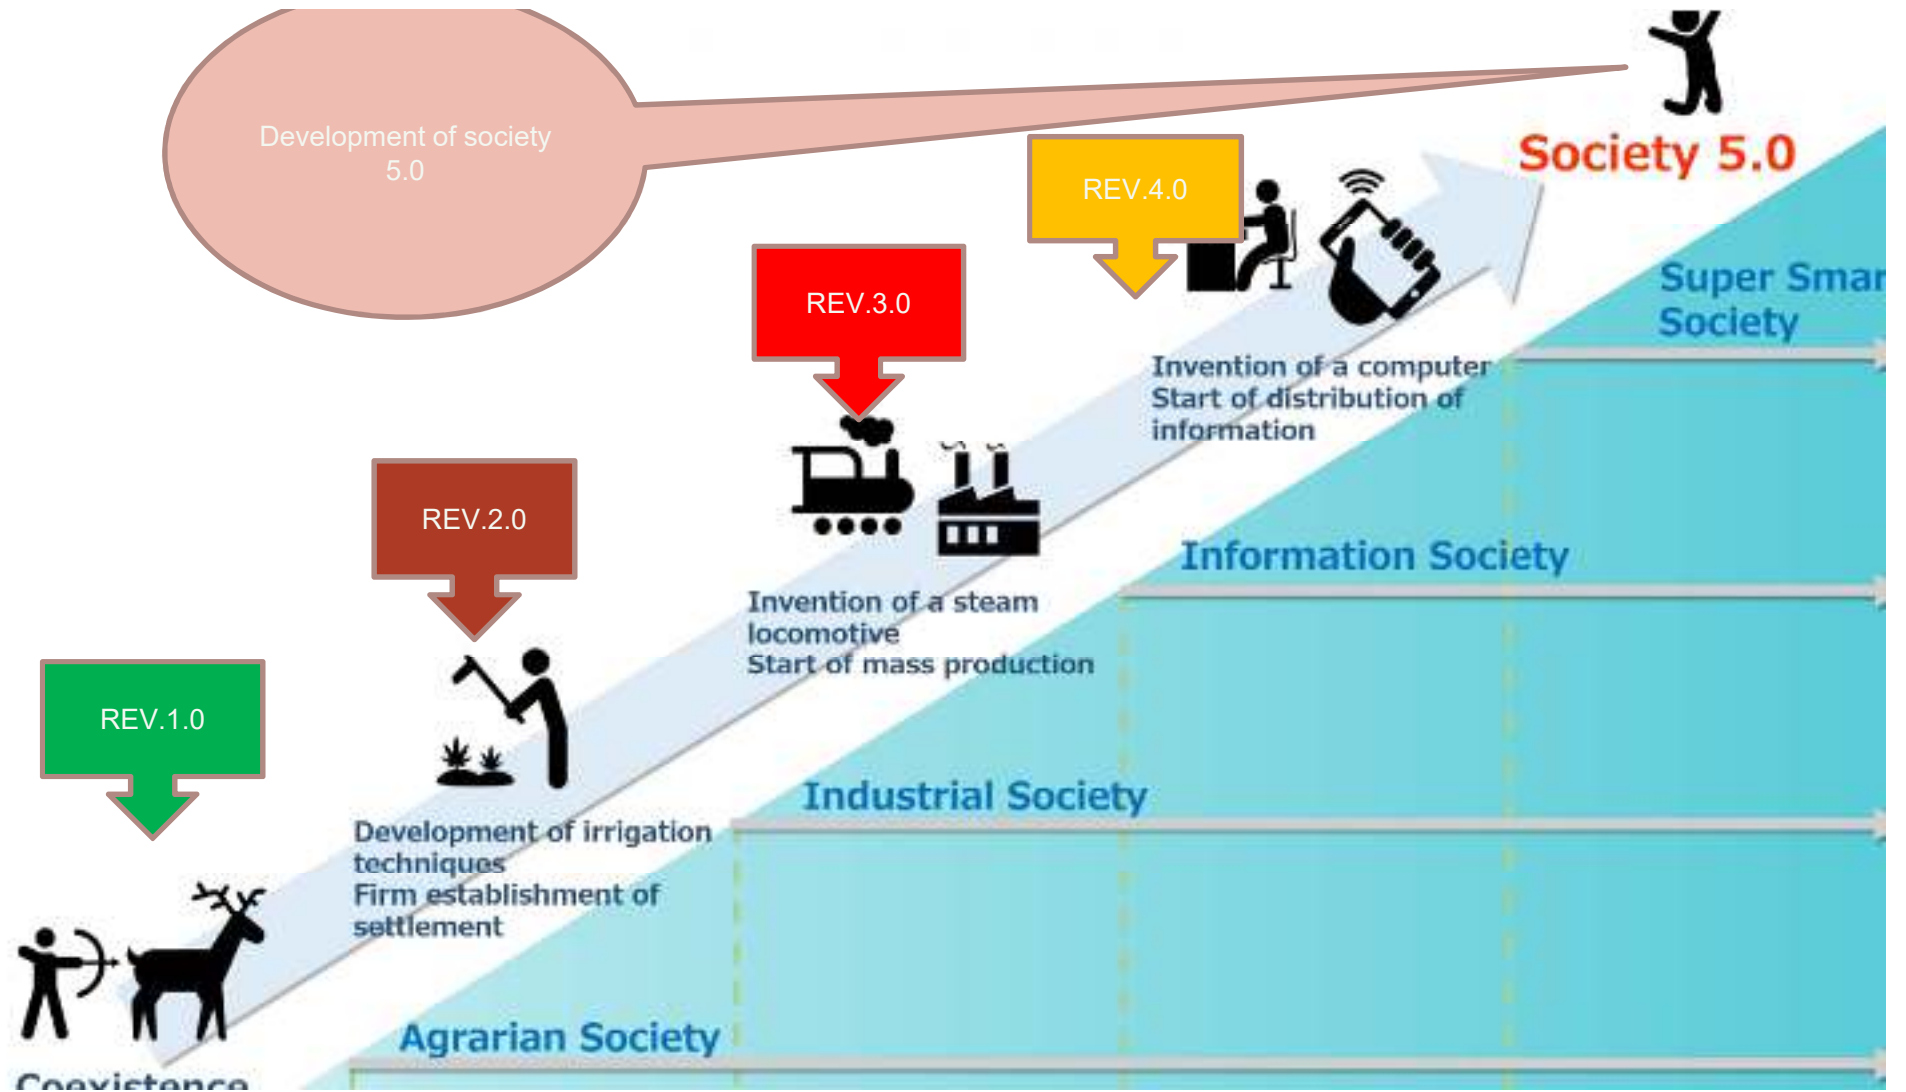 Development of society
5.0
Society 5.0
REV.4.0
REV.3.0
Super Smar
Society
Invention of a computer
Start of distribution of
information
REV.2.0
Information Society
Invention of a steam
locomotive
Start of mass production
REV.1.0
Industrial Society
Development of irrigation
techniques
Firm establishment of
settlement
Agrarian Society
Coexistence